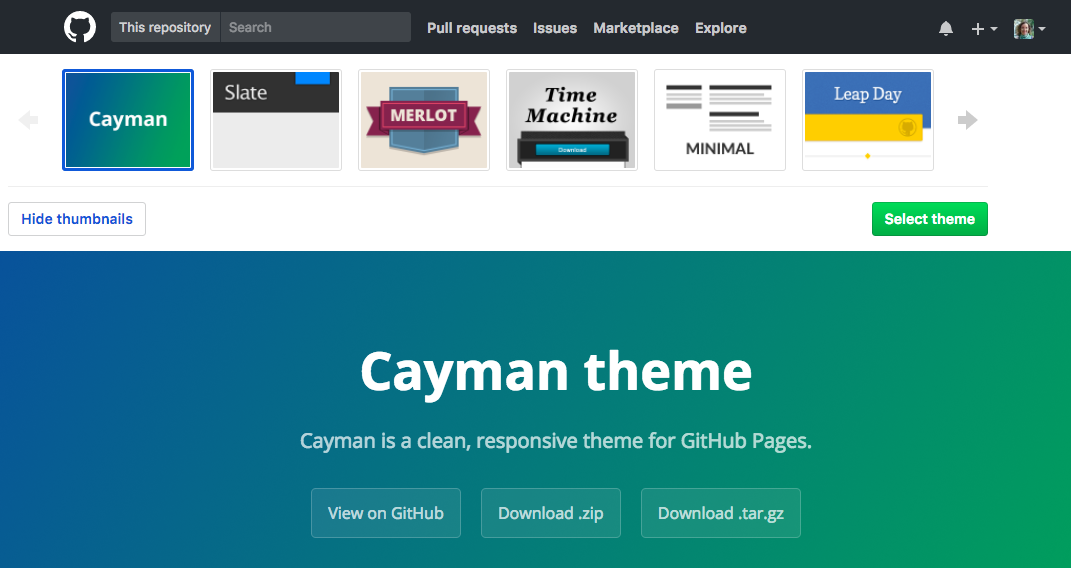 This repository Search Pull requests Issues Marketplace Explore
Cayman
Slate
MERLOT
Time
Machine
Download
MINIMAL
Leap Day
Hide thumbnails Select theme
Cayman theme
Cayman is a clean, responsive theme for GitHub Pages.
View on GitHub Download .zip Download .tar.gz